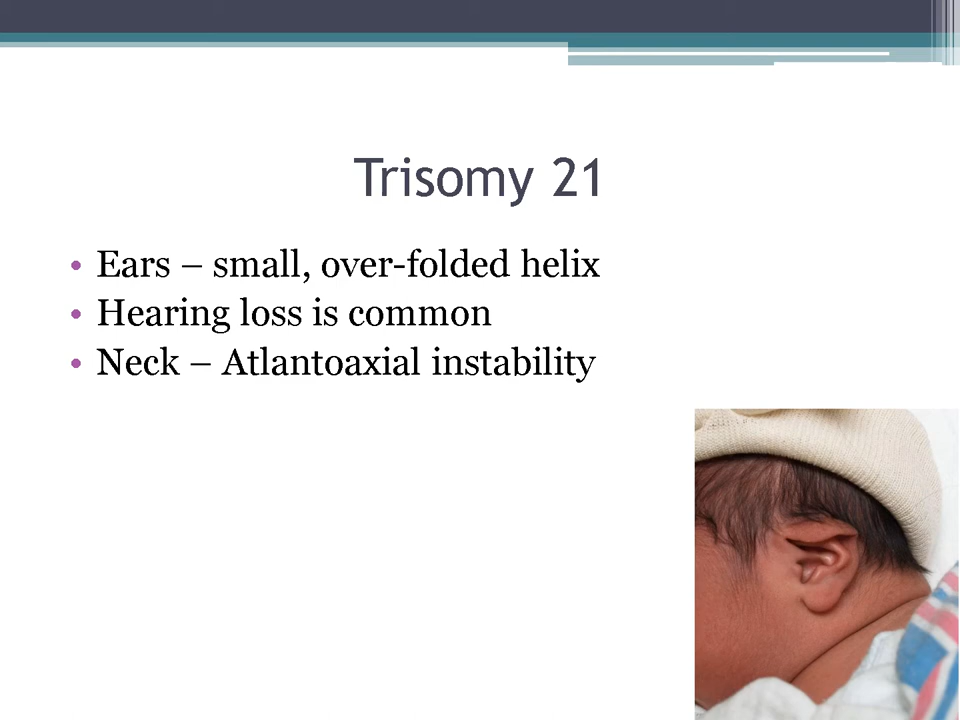 Trisomy 21
• Ears – small, over-folded helix
• Hearing loss is common
• Neck – Atlantoaxial instability